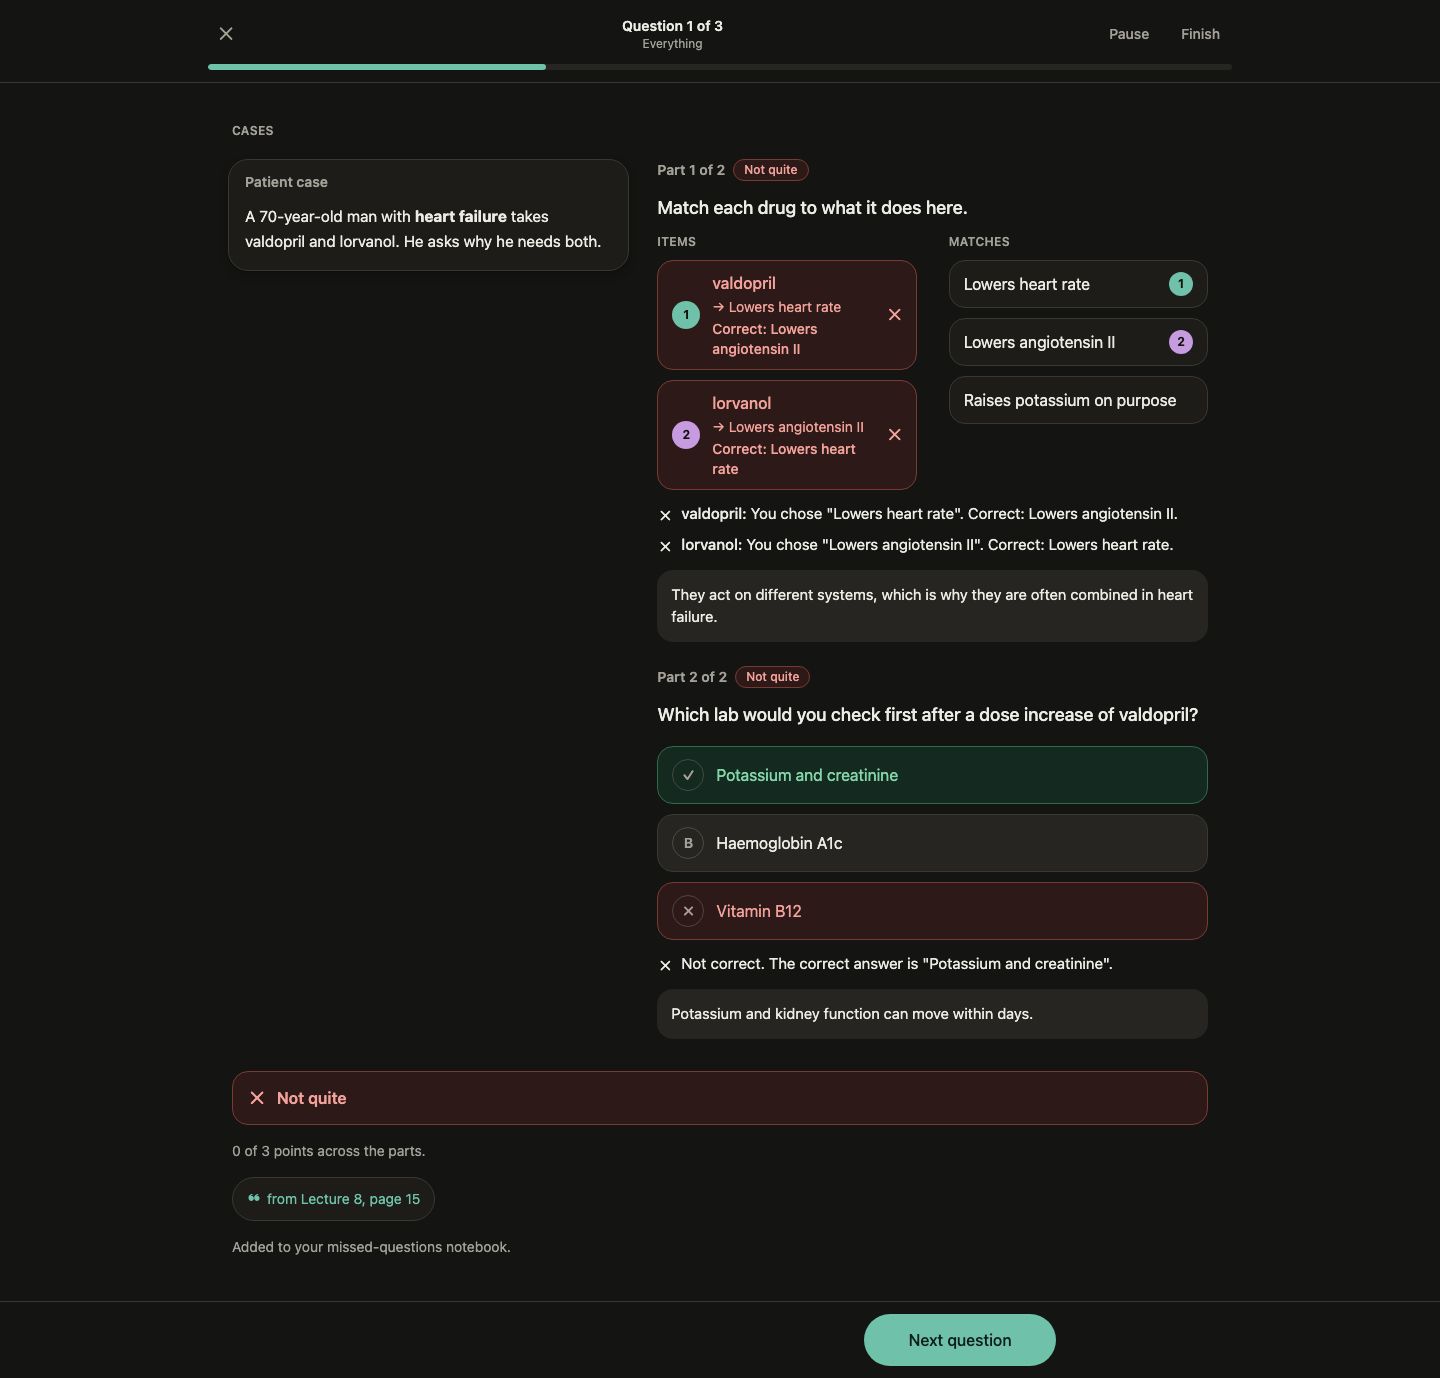 Question 1 of 3
Everything
Pause
Finish
CASES
Patient case
A 70-year-old man with heart failure takes
valdopril and lorvanol. He asks why he needs both.
Part 1 of 2
Not quite
Match each drug to what it does here.
ITEMS
1
valdopril
→ Lowers heart rate
Correct: Lowers
angiotensin II
2
lorvanol
→ Lowers angiotensin II
Correct: Lowers heart
rate
MATCHES
Lowers heart rate
1
Lowers angiotensin II
2
Raises potassium on purpose
valdopril: You chose "Lowers heart rate". Correct: Lowers angiotensin II.
lorvanol: You chose "Lowers angiotensin II". Correct: Lowers heart rate.
They act on different systems, which is why they are often combined in heart
failure.
Part 2 of 2
Not quite
Which lab would you check first after a dose increase of valdopril?
Potassium and creatinine
B
Haemoglobin A1c
Vitamin B12
Not correct. The correct answer is "Potassium and creatinine".
Potassium and kidney function can move within days.
Not quite
0 of 3 points across the parts.
❝ from Lecture 8, page 15
Added to your missed-questions notebook.
Next question